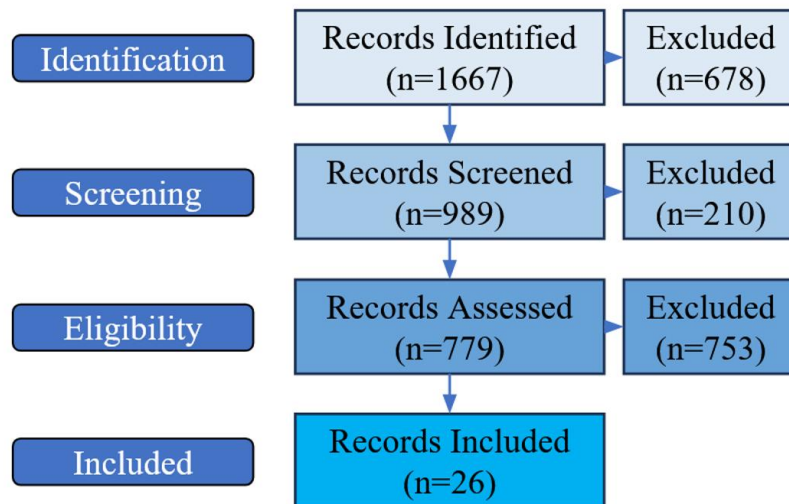 Identification
Records Identified
(n=1667)
Excluded
(n=678)
Screening
Records Screened
(n=989)
Excluded
(n=210)
Eligibility
Records Assessed
(n=779)
Excluded
(n=753)
Included
Records Included
(n=26)